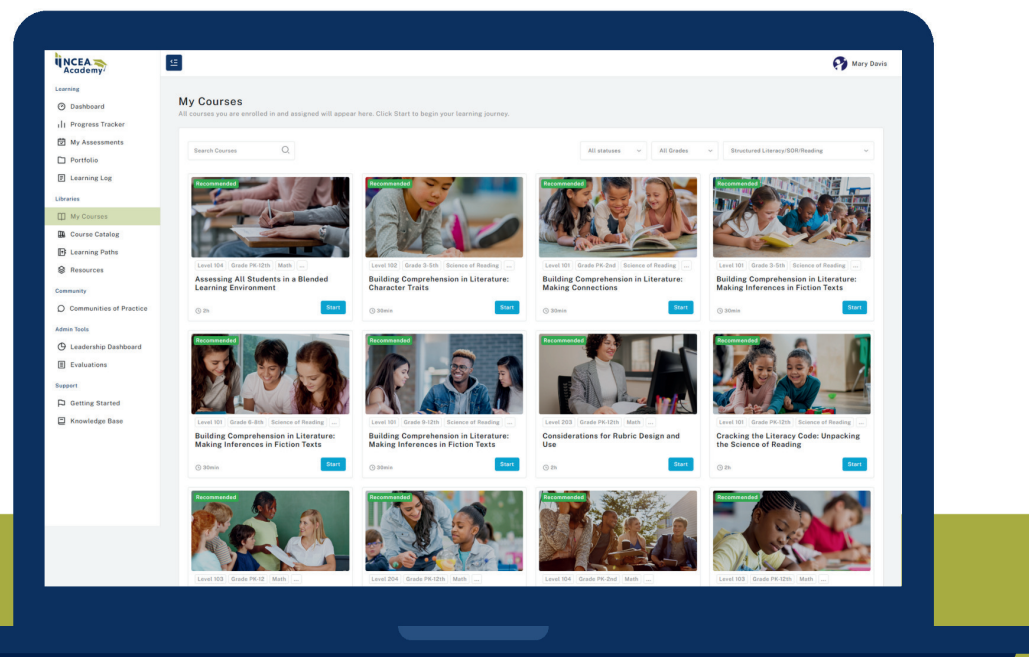 NCEA
Academy
Mary Davis
Learning
Dashboard
Progress Tracker
My Assessments
Portfolio
Learning Log
Libraries
My Courses
Course Catalog
Learning Paths
Resources
Community
Communities of Practice
Admin Tools
Leadership Dashboard
Evaluations
Support
Getting Started
Knowledge Base
My Courses
All courses you are enrolled in and assigned will appear here. Click Start to begin your learning journey.
Search Courses
All statuses
All Grades
Structured Literacy/SOR/Reading
Recommended
Level 104 Grade PK-12th Math ...
Assessing All Students in a Blended
Learning Environment
2h
Start
Recommended
Level 102 Grade 3-5th Science of Reading ...
Building Comprehension in Literature:
Character Traits
30min
Start
Recommended
Level 101 Grade PK-2nd Science of Reading ...
Building Comprehension in Literature:
Making Connections
30min
Start
Recommended
Level 101 Grade 3-5th Science of Reading ...
Building Comprehension in Literature:
Making Inferences in Fiction Texts
30min
Start
Recommended
Level 101 Grade 6-8th Science of Reading ...
Building Comprehension in Literature:
Making Inferences in Fiction Texts
30min
Start
Recommended
Level 101 Grade 9-12th Science of Reading ...
Building Comprehension in Literature:
Making Inferences in Fiction Texts
30min
Start
Recommended
Level 203 Grade PK-12th Math ...
Considerations for Rubric Design and
Use
2h
Start
Recommended
Level 101 Grade PK-12th Science of Reading ...
Cracking the Literacy Code: Unpacking
the Science of Reading
2h
Start
Recommended
Level 103 Grade PK-12 Math ...
Recommended
Level 204 Grade PK-12th Math ...
Recommended
Level 104 Grade PK-2nd Math ...
Recommended
Level 103 Grade PK-12th Math ...